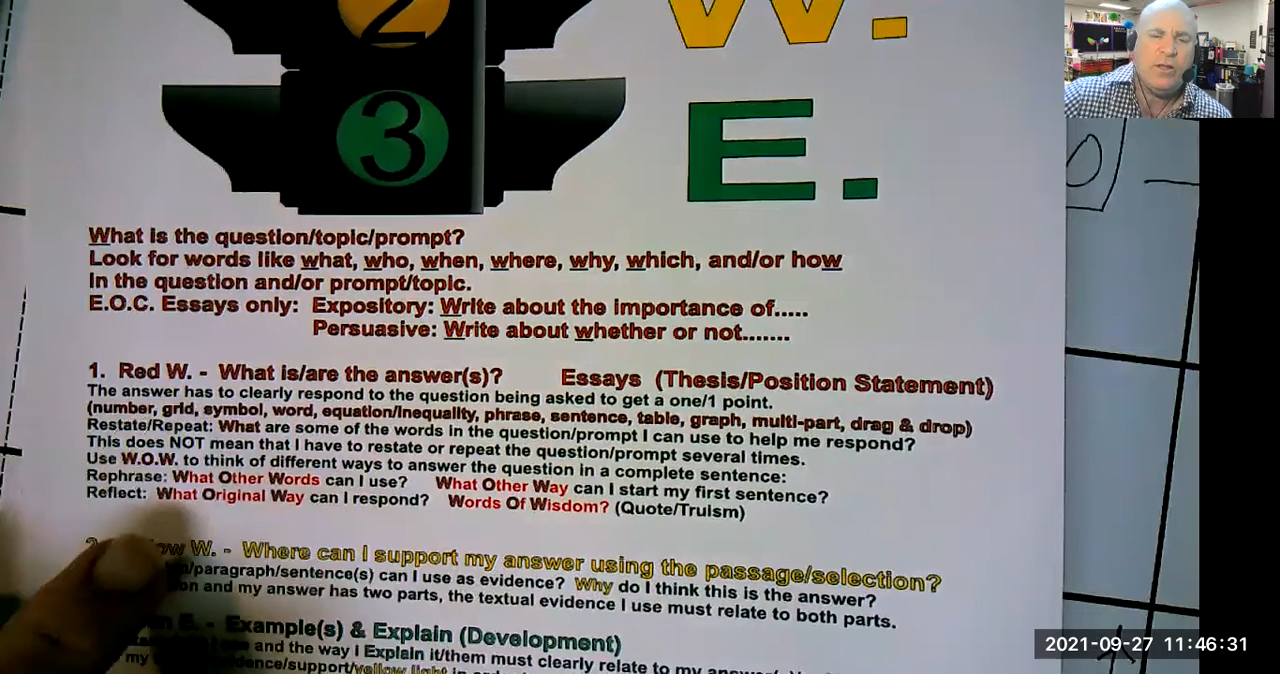 2
W.
3
E.
What is the question/topic/prompt?
Look for words like what, who, when, where, why, which, and/or how
In the question and/or prompt/topic.
E.O.C. Essays only: Expository: Write about the importance of.....
Persuasive: Write about whether or not.......
1. Red W. - What is/are the answer(s)? Essays (Thesis/Position Statement)
The answer has to clearly respond to the question being asked to get a one/1 point.
(number, grid, symbol, word, equation/inequality, phrase, sentence, table, graph, multi-part, drag & drop)
Restate/Repeat: What are some of the words in the question/prompt I can use to help me respond?
This does NOT mean that I have to restate or repeat the question/prompt several times.
Use W.O.W. to think of different ways to answer the question in a complete sentence:
Rephrase: What Other Words can I use? What Other Way can I start my first sentence?
Reflect: What Original Way can I respond? Words Of Wisdom? (Quote/Truism)
W. - Where can I support my answer using the passage/selection?
/paragraph/sentence(s) can I use as evidence? Why do I think this is the answer?
and my answer has two parts, the textual evidence I use must relate to both parts.
E. - Example(s) & Explain (Development)
and the way I Explain it/them must clearly relate to my
/support/yellow light in
2021-09-27 11:46:31